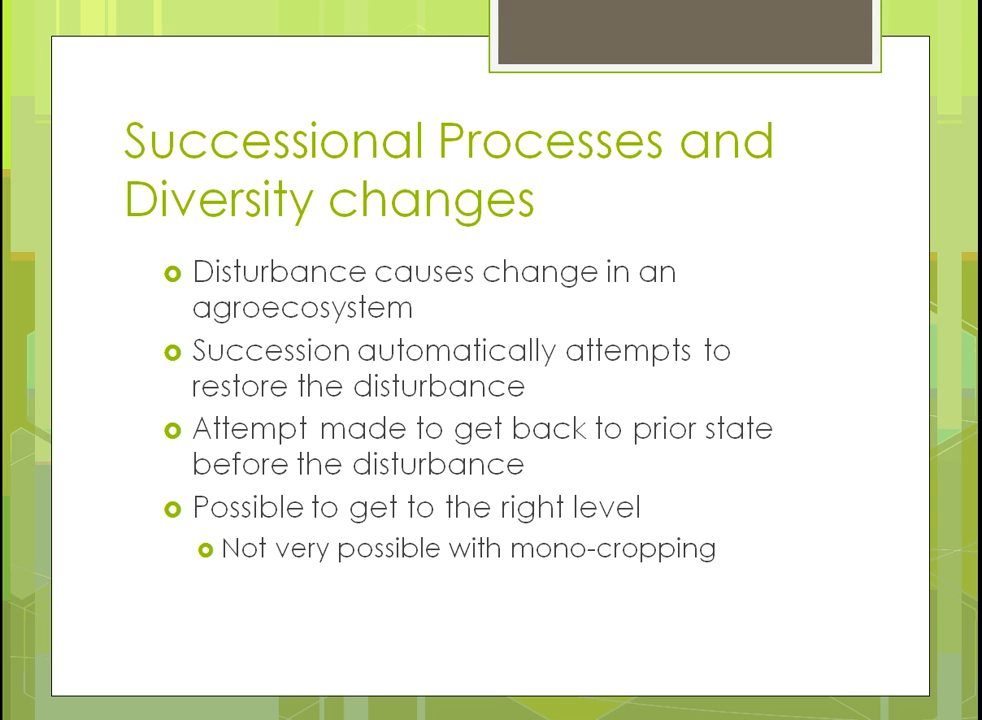 Successional Processes and
Diversity changes
Disturbance causes change in an
agroecosystem
Succession automatically attempts to
restore the disturbance
Attempt made to get back to prior state
before the disturbance
Possible to get to the right level
Not very possible with mono-cropping